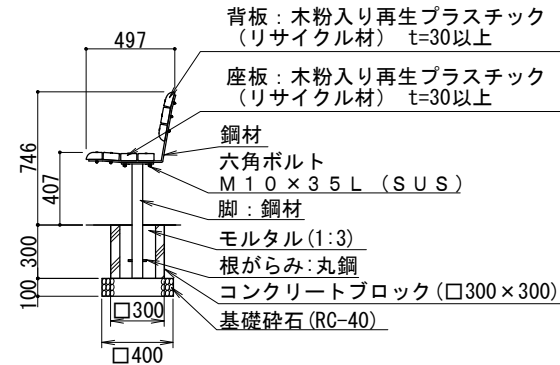 背板：木粉入り再生プラスチック
（リサイクル材） t=30以上
497
座板：木粉入り再生プラスチック
（リサイクル材） t=30以上
鋼材
六角ボルト
Ｍ１０×３５Ｌ （ＳＵＳ）
746
407
脚：鋼材
モルタル(1:3)
300
根がらみ:丸鋼
コンクリートブロック(□300×300)
100
□300
基礎砕石(RC-40)
□400